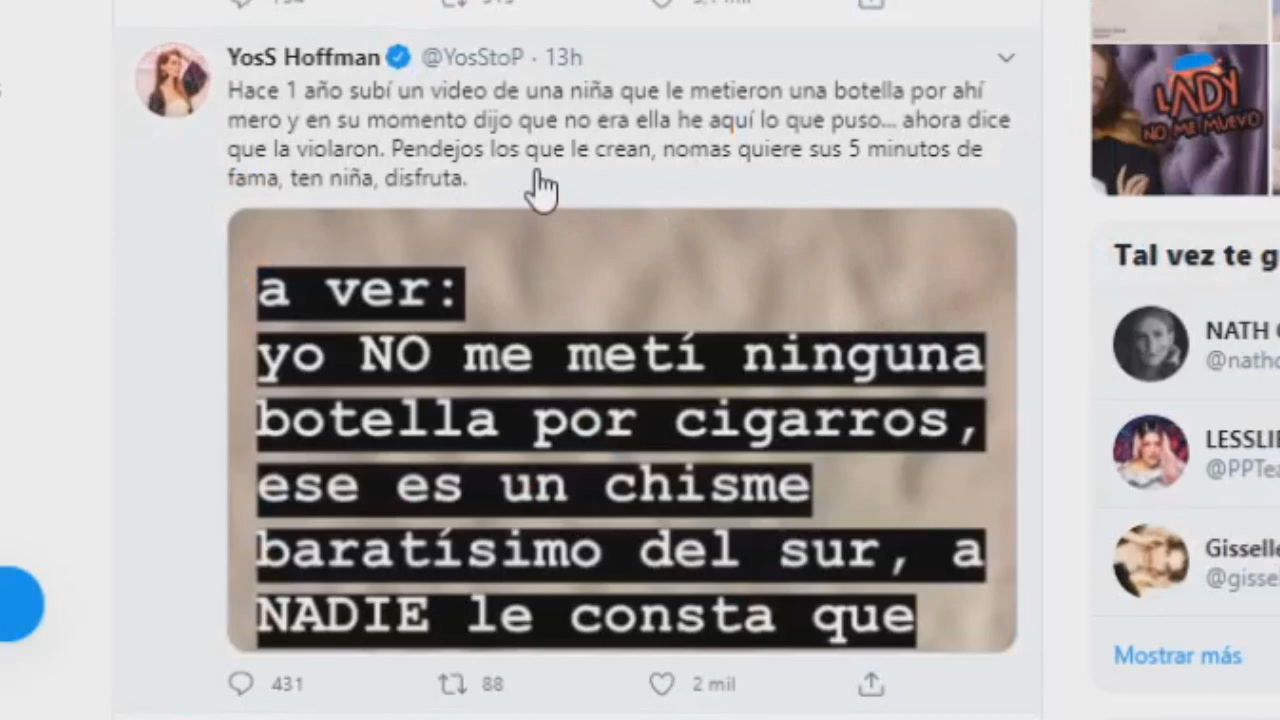 YosS Hoffman @YosStoP · 13h
Hace 1 año subí un video de una niña que le metieron una botella por ahí
mero y en su momento dijo que no era ella he aquí lo que puso... ahora dice
que la violaron. Pendejos los que le crean, nomas quiere sus 5 minutos de
fama, ten niña, disfruta.
a ver:
yo NO me metí ninguna
botella por cigarros,
ese es un chisme
baratísimo del sur, a
NADIE le consta que
431 88 2 mil
LADY
NO ME MUEVO
Tal vez te g
NATH
@natho
LESSLIE
@PPTea
Gisselle
@gisse
Mostrar más